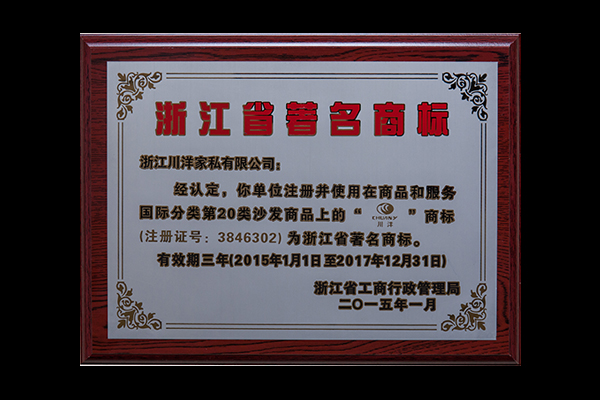 浙江省著名商标
浙江川洋家私有限公司：
经认定，你单位注册并使用在商品和服务
国际分类第20类沙发商品上的“CHUANY 川洋”商标
(注册证号：3846302)为浙江省著名商标。
有效期三年(2015年1月1日至2017年12月31日)
浙江省工商行政管理局
二〇一五年一月